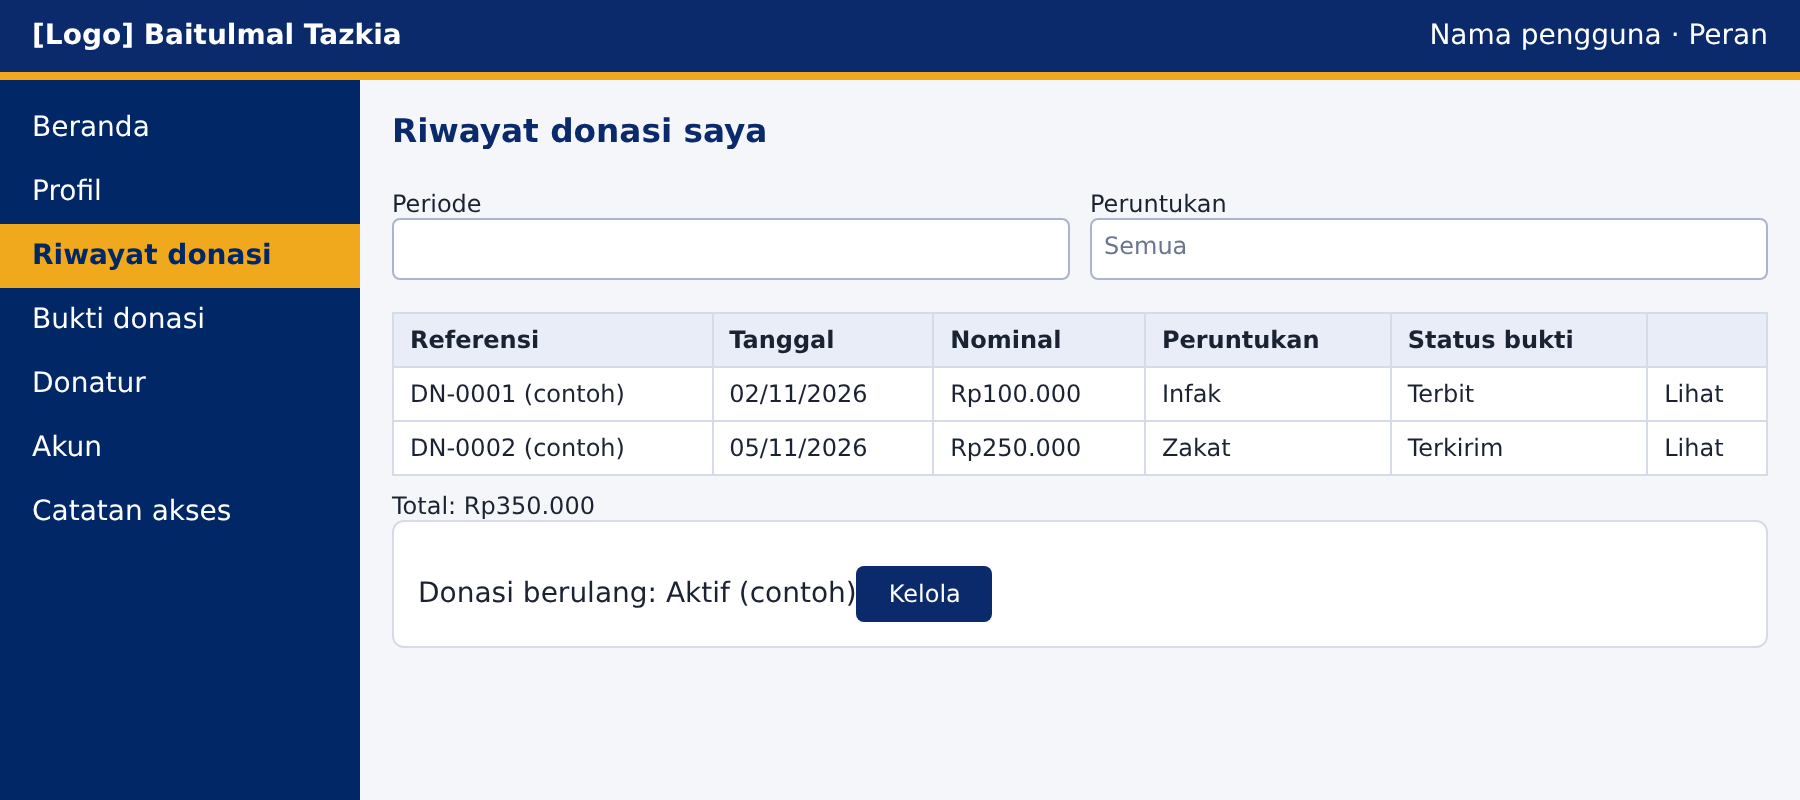 [Logo] Baitulmal Tazkia
Nama pengguna · Peran
Beranda
Profil
Riwayat donasi
Bukti donasi
Donatur
Akun
Catatan akses
Riwayat donasi saya
Periode
Peruntukan
Semua
Referensi Tanggal Nominal Peruntukan Status bukti
DN-0001 (contoh) 02/11/2026 Rp100.000 Infak Terbit Lihat
DN-0002 (contoh) 05/11/2026 Rp250.000 Zakat Terkirim Lihat
Total: Rp350.000
Donasi berulang: Aktif (contoh) Kelola